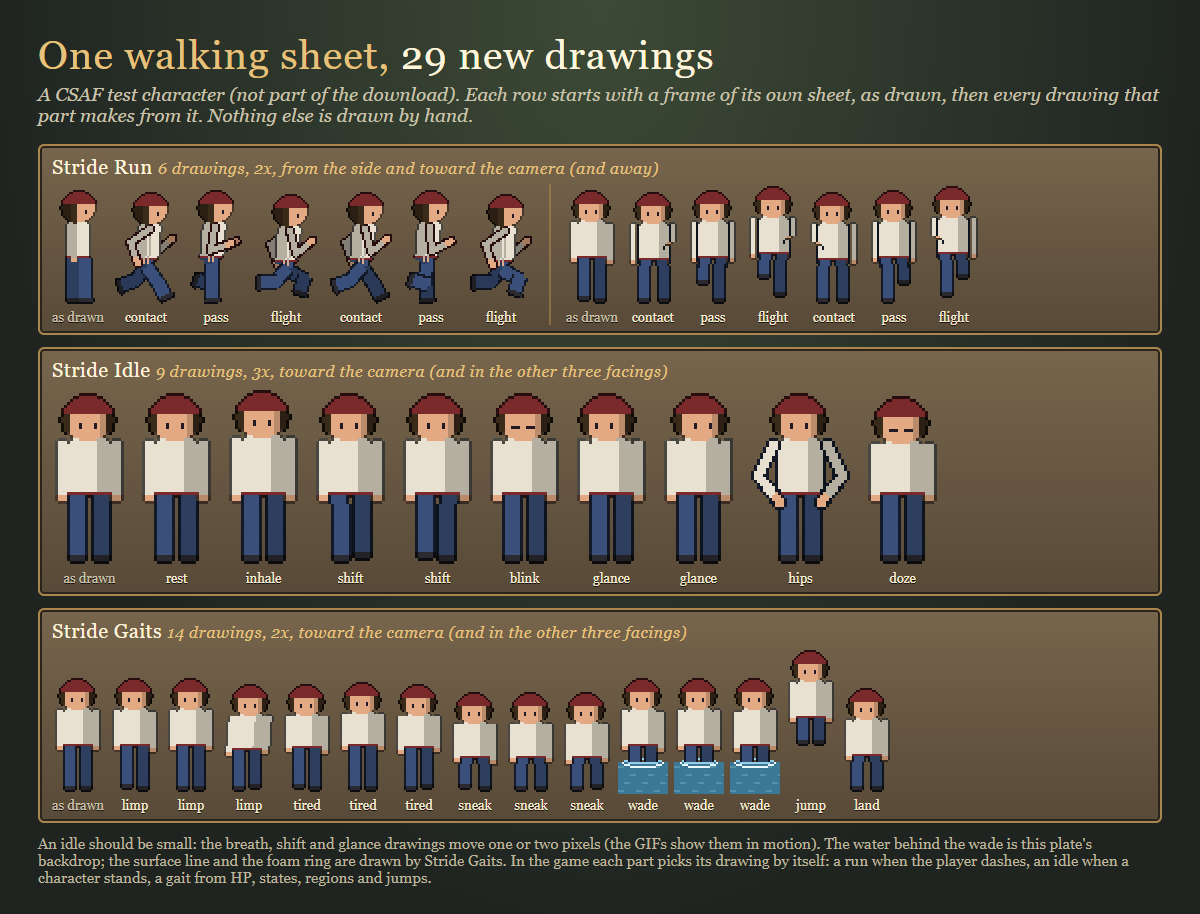 One walking sheet, 29 new drawings
A CSAF test character (not part of the download). Each row starts with a frame of its own sheet, as drawn, then every drawing that
part makes from it. Nothing else is drawn by hand.
Stride Run 6 drawings, 2x, from the side and toward the camera (and away)
as drawn contact pass flight contact pass flight as drawn contact pass flight contact pass flight
Stride Idle 9 drawings, 3x, toward the camera (and in the other three facings)
as drawn rest inhale shift shift blink glance glance hips doze
Stride Gaits 14 drawings, 2x, toward the camera (and in the other three facings)
as drawn limp limp limp tired tired tired sneak sneak sneak wade wade wade jump land
An idle should be small: the breath, shift and glance drawings move one or two pixels (the GIFs show them in motion). The water behind the wade is this plate's
backdrop; the surface line and the foam ring are drawn by Stride Gaits. In the game each part picks its drawing by itself: a run when the player dashes, an idle when a
character stands, a gait from HP, states, regions and jumps.